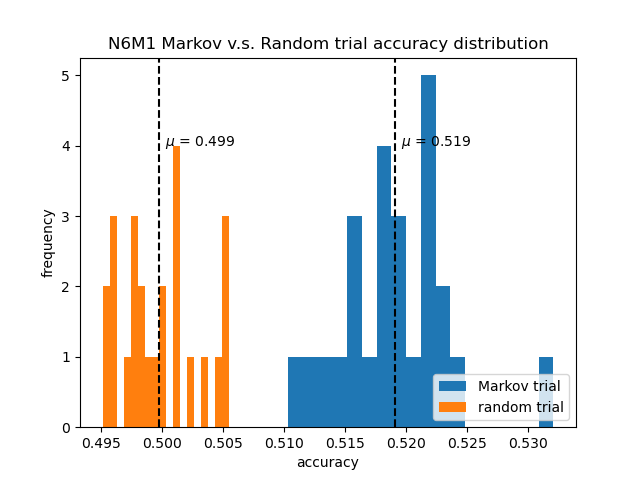 N6M1 Markov v.s. Random trial accuracy distribution
5
4
3
2
1
0
frequency
μ = 0.499
μ = 0.519
Markov trial
random trial
0.495 0.500 0.505 0.510 0.515 0.520 0.525 0.530
accuracy